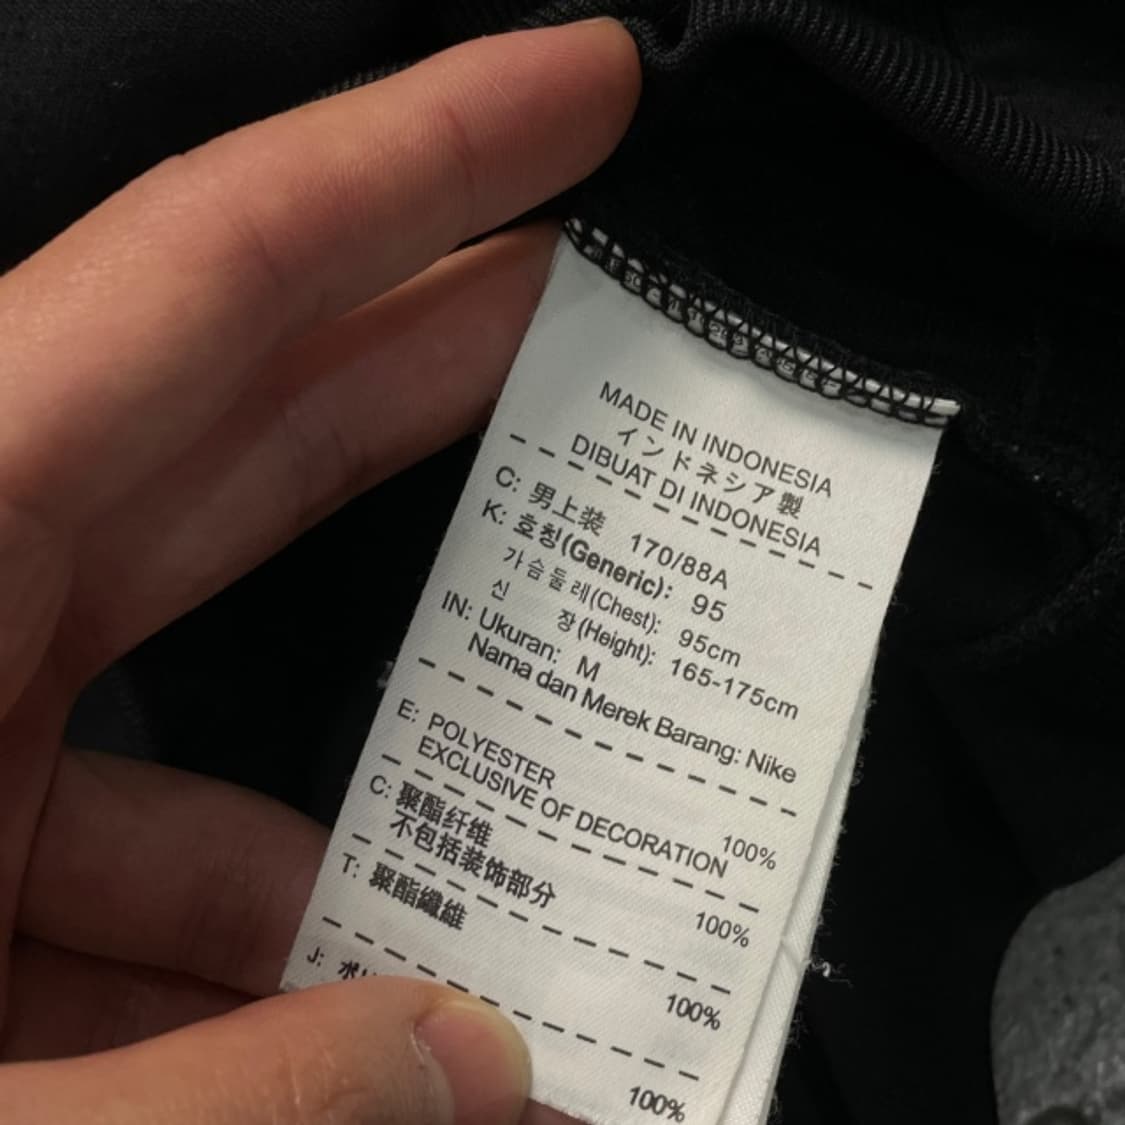 MADE IN INDONESIA
インドネシア製
DIBUAT DI INDONESIA
C: 男上装 170/88A
K: 호칭(Generic): 95
가슴둘레(Chest): 95cm
신 장(Height): 165-175cm
IN: Ukuran: M
Nama dan Merek Barang: Nike
E: POLYESTER 100%
EXCLUSIVE OF DECORATION
C: 聚酯纤维 100%
不包括装饰部分
T: 聚酯纖維 100%
J: 100%